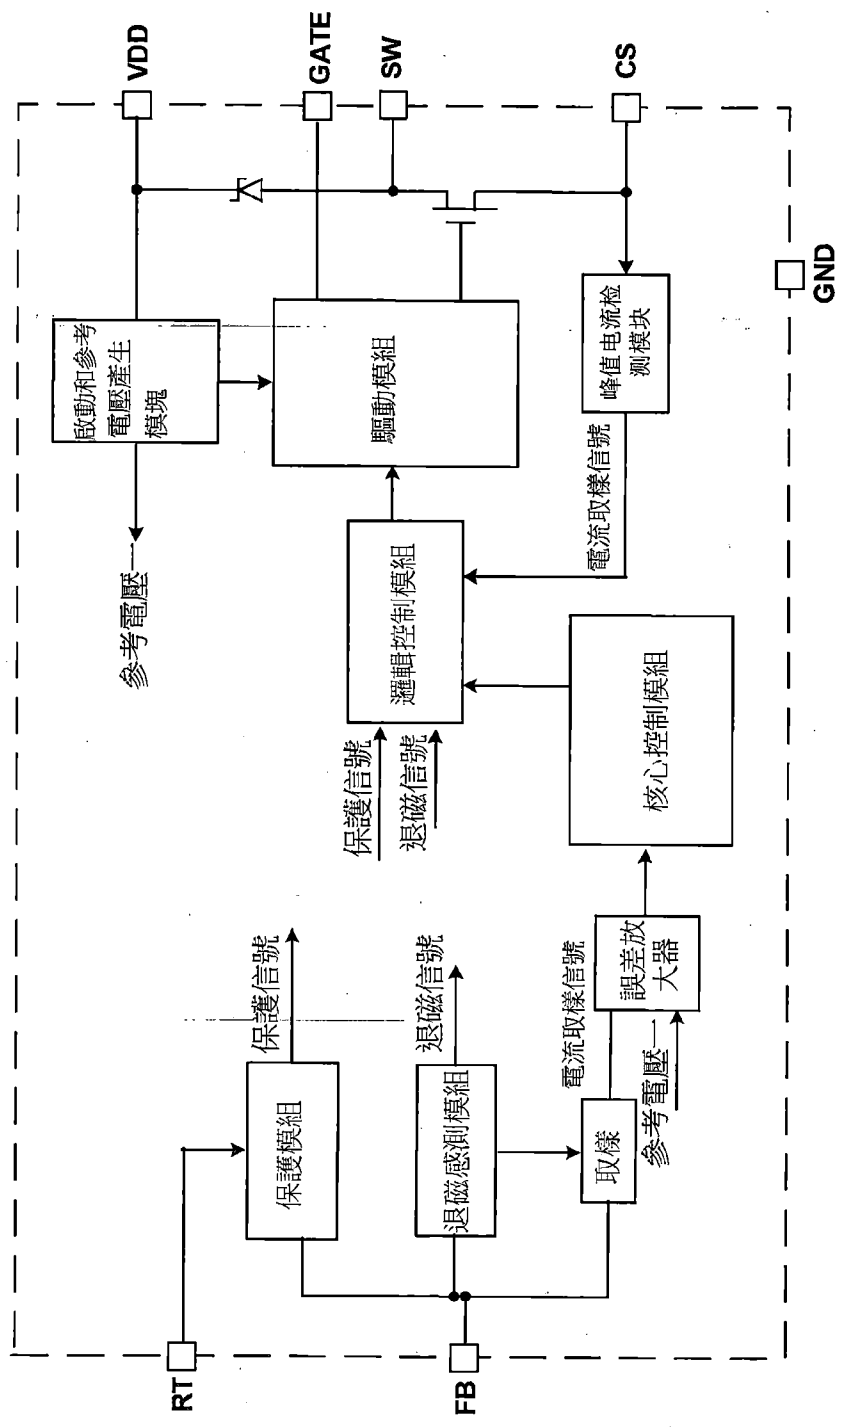 RT
FB
保護模組
保護信號
退磁感測模組
退磁信號
取樣
電流取樣信號
參考電壓一
誤差放
大器
核心控制模組
保護信號
退磁信號
邏輯控制模組
電流取樣信號
參考電壓一
啟動和參考
電壓產生
模塊
驅動模組
峰值电流检
测模块
VDD
GATE
SW
CS
GND